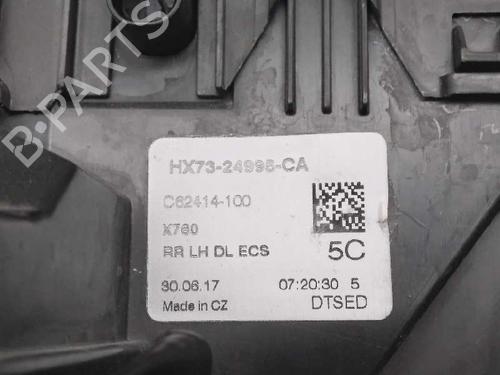 B-PARTS
HX73-24995-CA
C62414-100
X760
RR LH DL ECS
5C
30.06.17 07:20:30 5
Made in CZ DTSED